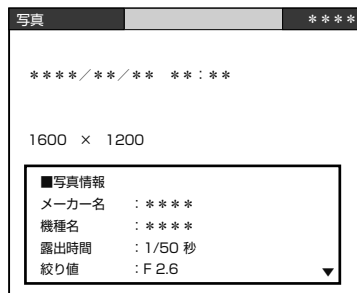 写真 ＊＊＊＊
＊＊＊＊／＊＊／＊＊ ＊＊：＊＊
1600 × 1200
■写真情報
メーカー名 ：＊＊＊＊
機種名 ：＊＊＊＊
露出時間 ：1/50 秒
絞り値 ：F 2.6
▼